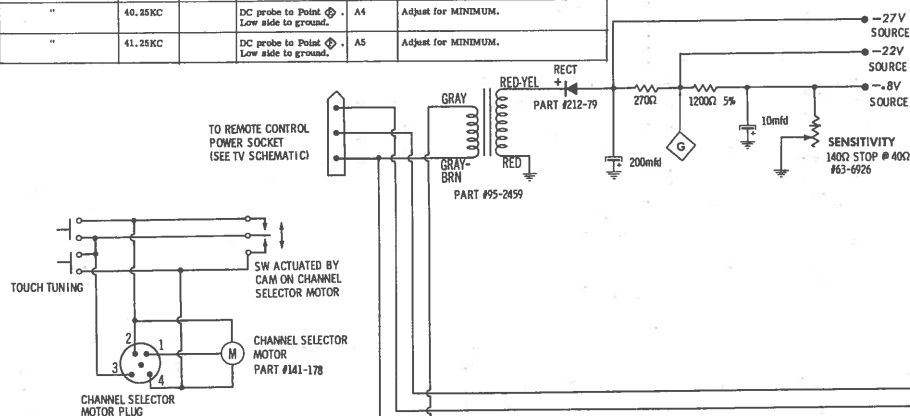 " 40.25KC DC probe to Point Ⓕ. A4 Adjust for MINIMUM.
Low side to ground.
" 41.25KC DC probe to Point Ⓕ. A5 Adjust for MINIMUM.
Low side to ground.
-27V
SOURCE
-22V
SOURCE
-.8V
SOURCE
RECT
+
RED-YEL
GRAY
PART #212-79
270Ω
1200Ω 5%
10mfd
TO REMOTE CONTROL
POWER SOCKET
(SEE TV SCHEMATIC)
SENSITIVITY
140Ω STOP @ 40Ω
#63-6926
G
200mfd
GRAY-
BRN
RED
PART #95-2459
TOUCH TUNING
SW ACTUATED BY
CAM ON CHANNEL
SELECTOR MOTOR
2
1
3
4
M
CHANNEL SELECTOR
MOTOR
PART #141-178
CHANNEL SELECTOR
MOTOR PLUG